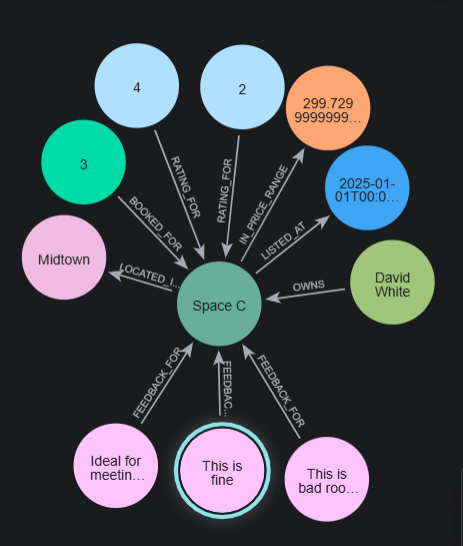 4
2
299.729
9999999...
3
RATING_FOR
RATING_FOR
IN_PRICE_RANGE
2025-01-
01T00:0...
BOOKED_FOR
LISTED_AT
Midtown
LOCATED_I...
Space C
OWNS
David
White
FEEDBACK_FOR
FEEDBAC...
FEEDBACK_FOR
Ideal for
meetin...
This is
fine
This is
bad roo...